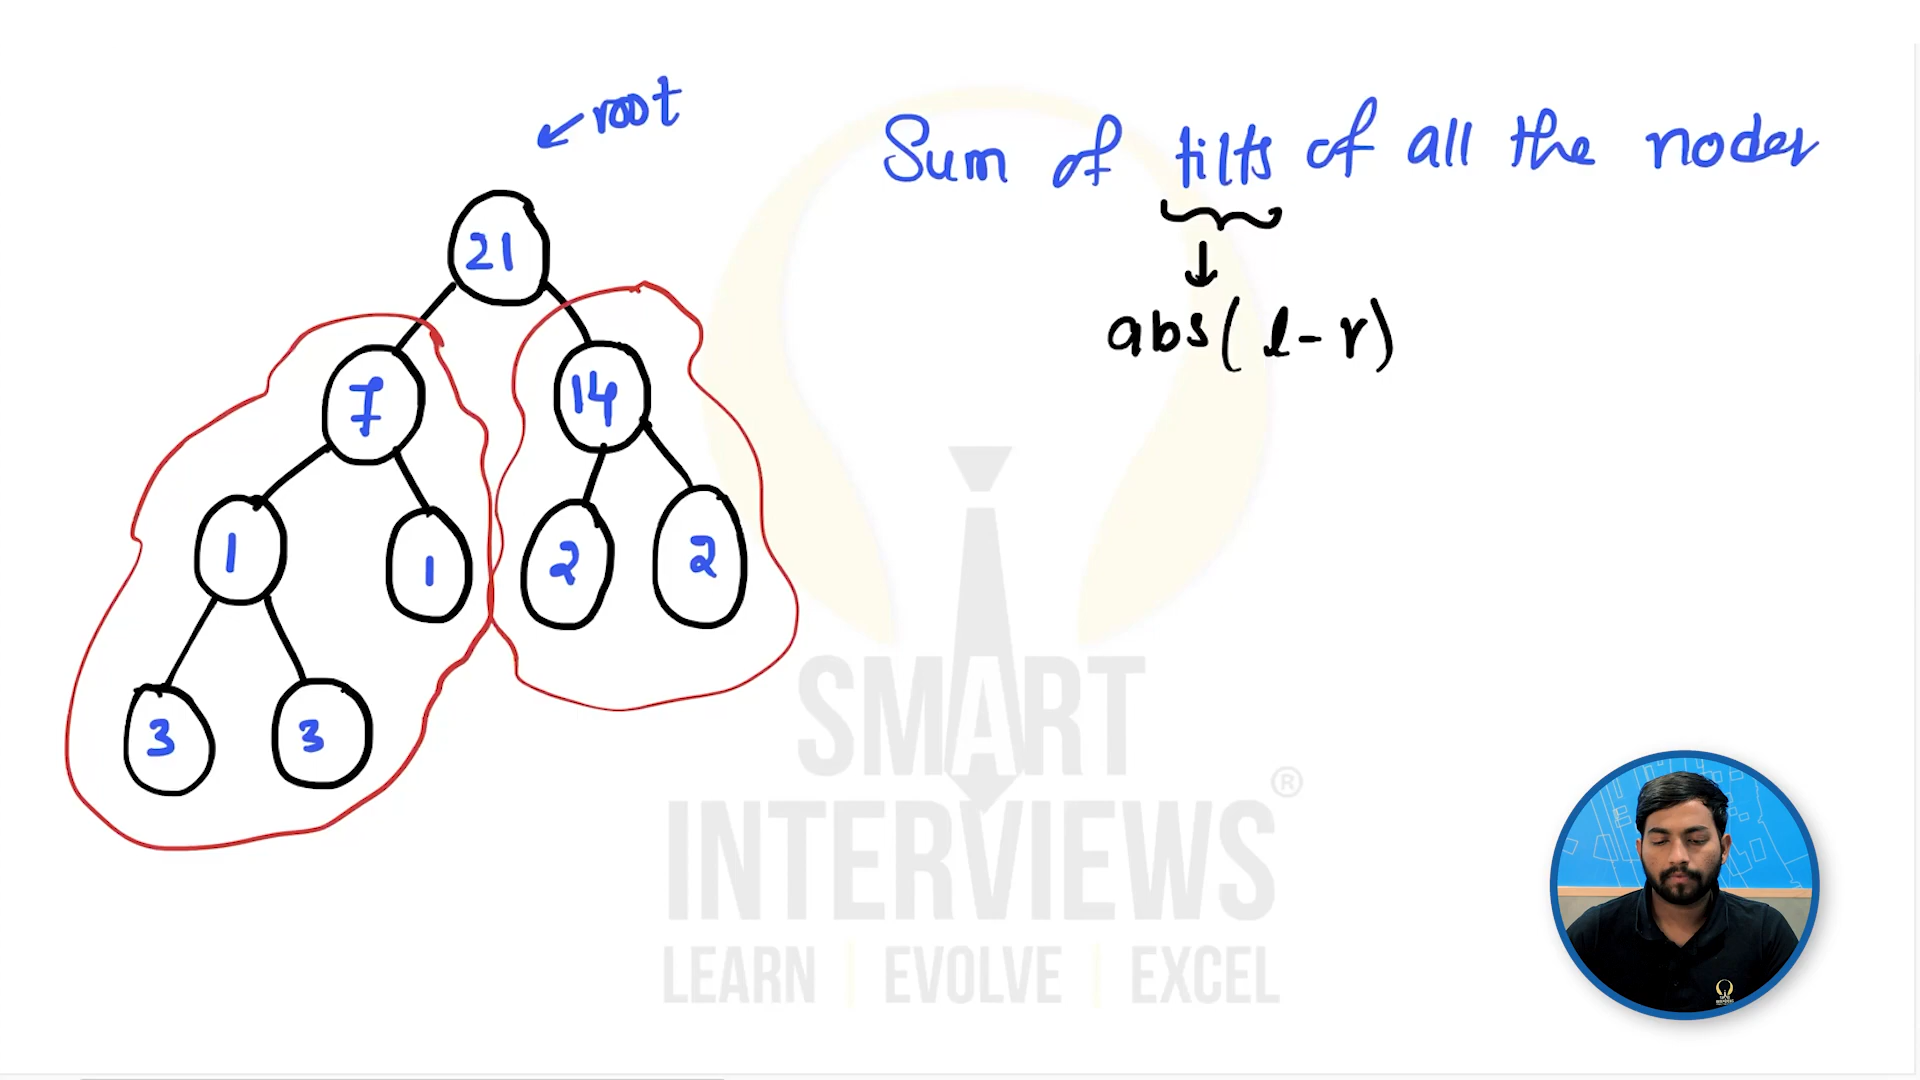 ← root
Sum of tilts of all the nodes
↓
abs( l - r )
21
7
14
1
1
2
2
3
3
SMART
INTERVIEWS®
LEARN | EVOLVE | EXCEL